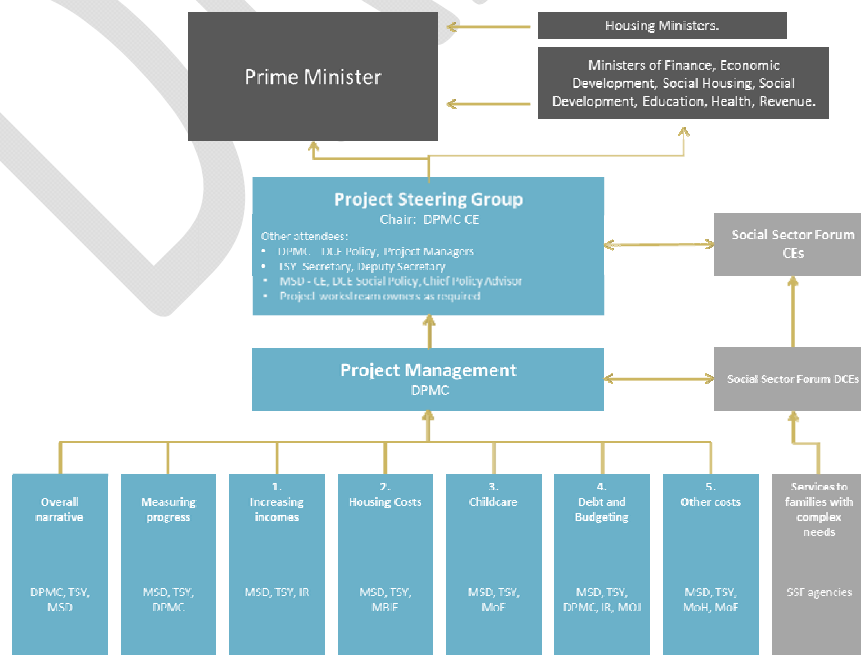 Prime Minister
Housing Ministers.
Ministers of Finance, Economic
Development, Social Housing, Social
Development, Education, Health, Revenue.
Project Steering Group
Chair: DPMC CE
Other attendees:
• DPMC - DCE Policy, Project Managers
• TSY Secretary, Deputy Secretary
• MSD - CE, DCE Social Policy, Chief Policy Advisor
• Project workstream owners as required
Social Sector Forum
CEs
Project Management
DPMC
Social Sector Forum DCEs
Overall
narrative
DPMC, TSY,
MSD
Measuring
progress
MSD, TSY,
DPMC
1.
Increasing
incomes
MSD, TSY, IR
2.
Housing Costs
MSD, TSY,
MBIE
3.
Childcare
MSD, TSY,
MoE
4.
Debt and
Budgeting
MSD, TSY,
DPMC, IR, MOJ
5.
Other costs
MSD, TSY,
MoH, MoE
Services to
families with
complex
needs
SSF agencies